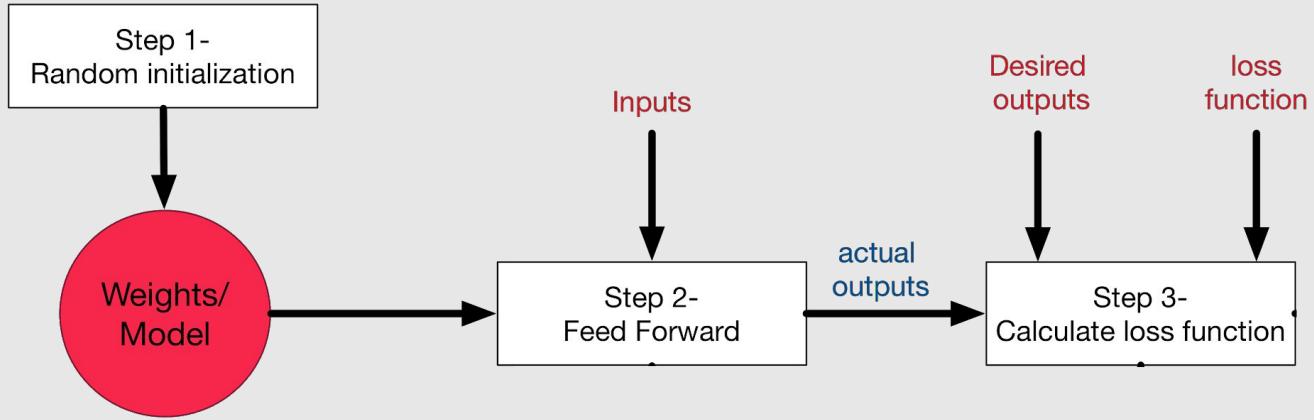 Step 1-
Random initialization
Inputs
Desired
outputs
loss
function
Weights/
Model
Step 2-
Feed Forward
actual
outputs
Step 3-
Calculate loss function